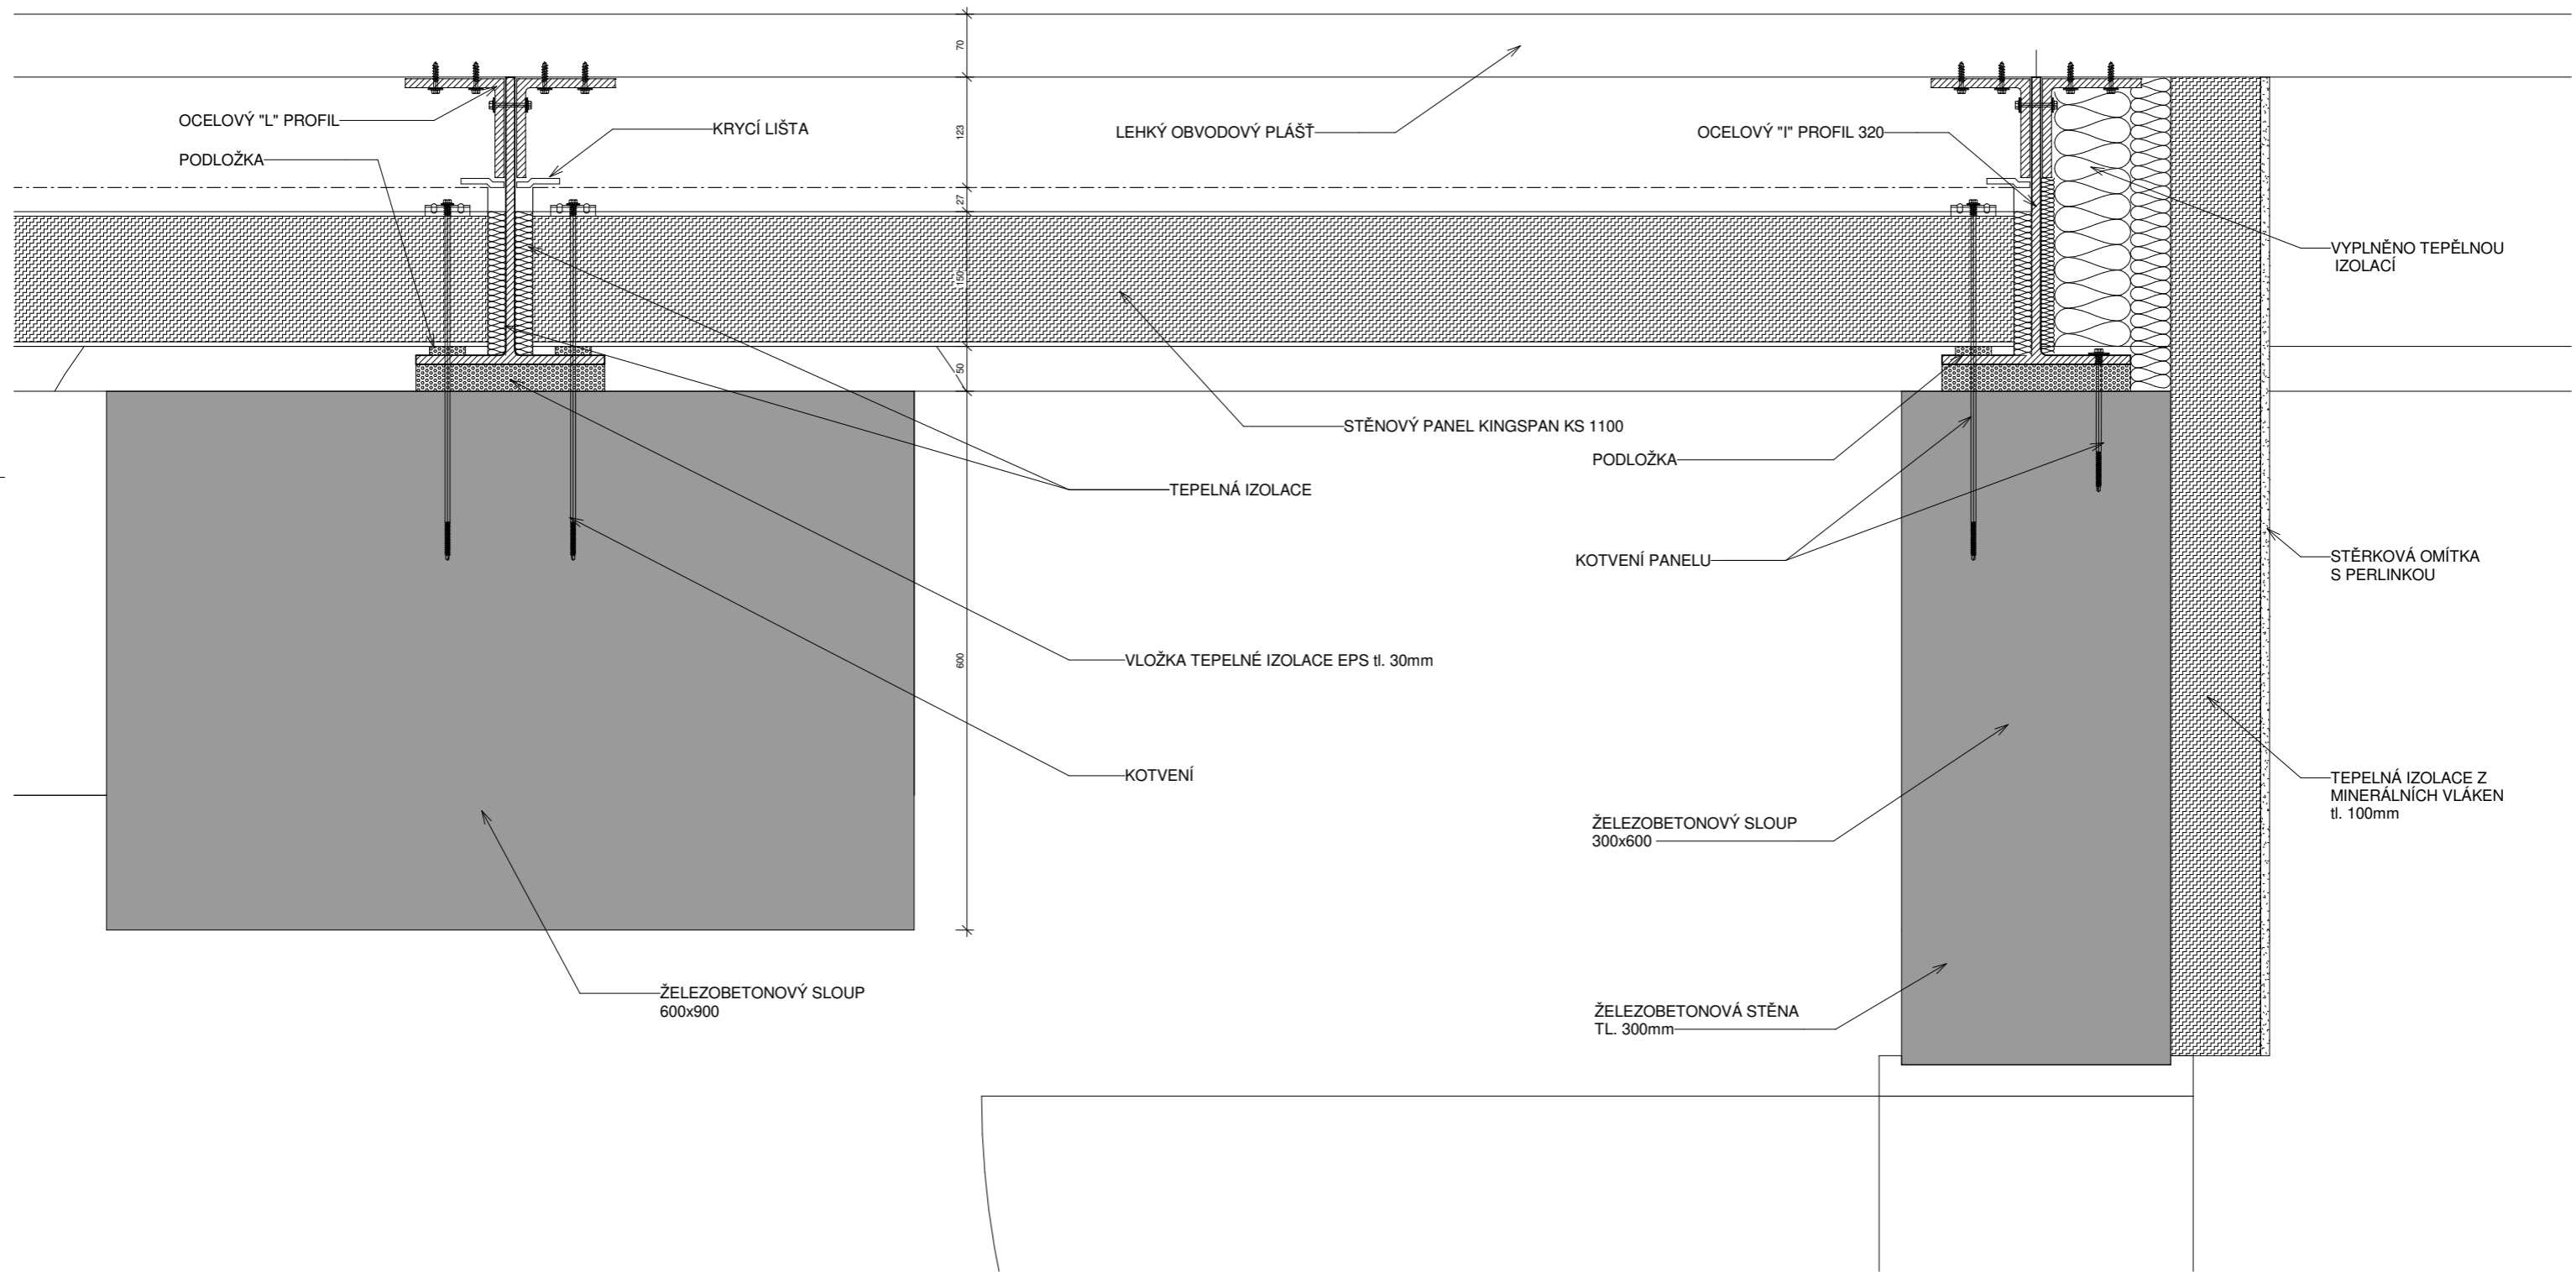 70
OCELOVÝ "L" PROFIL
KRYCÍ LIŠTA
123
LEHKÝ OBVODOVÝ PLÁŠŤ
OCELOVÝ "I" PROFIL 320
PODLOŽKA
27
VYPLNĚNO TEPĚLNOU
IZOLACÍ
150
50
STĚNOVÝ PANEL KINGSPAN KS 1100
PODLOŽKA
TEPELNÁ IZOLACE
KOTVENÍ PANELU
STĚRKOVÁ OMÍTKA
S PERLINKOU
600
VLOŽKA TEPELNÉ IZOLACE EPS tl. 30mm
KOTVENÍ
TEPELNÁ IZOLACE Z
MINERÁLNÍCH VLÁKEN
tl. 100mm
ŽELEZOBETONOVÝ SLOUP
300x600
ŽELEZOBETONOVÝ SLOUP
600x900
ŽELEZOBETONOVÁ STĚNA
TL. 300mm